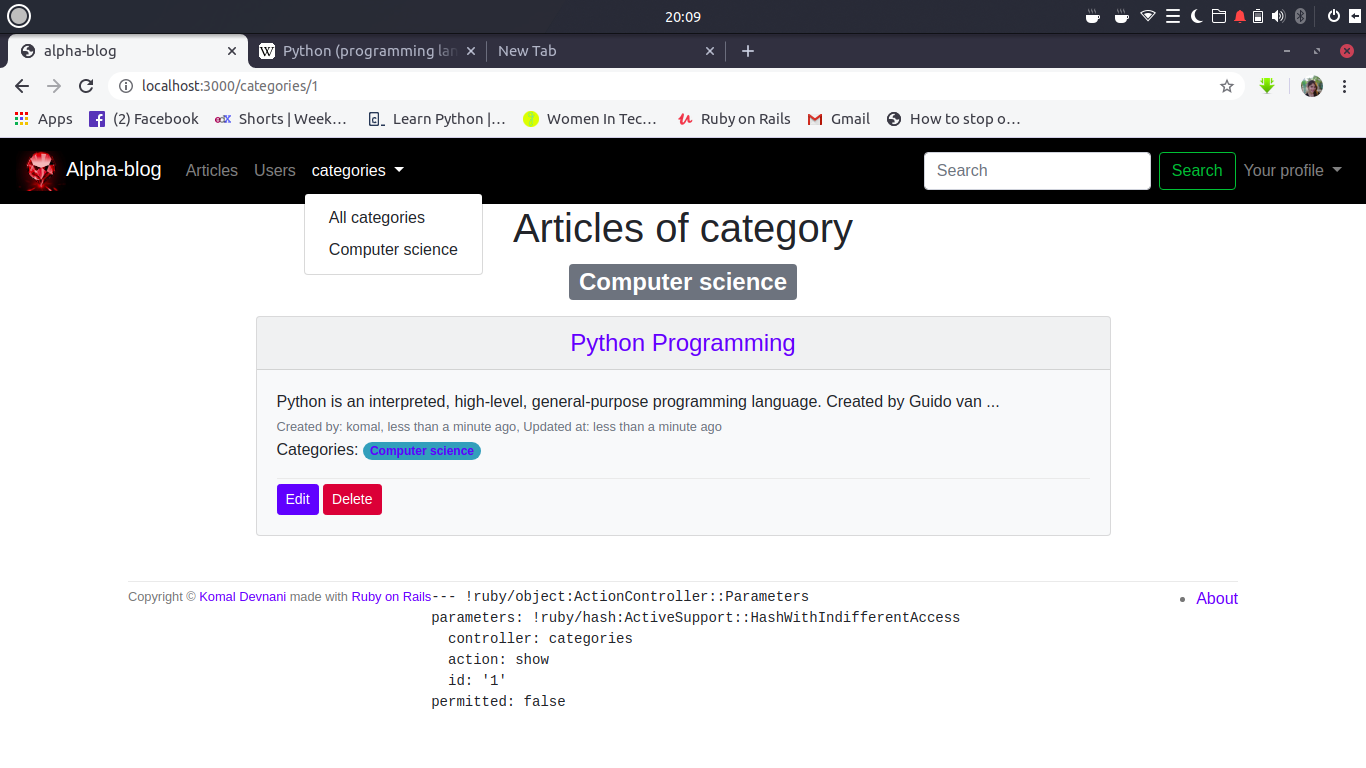 20:09
alpha-blog
Python (programming lan
New Tab
localhost:3000/categories/1
Apps (2) Facebook Shorts | Week… Learn Python |… Women In Tec… Ruby on Rails Gmail How to stop o…
Alpha-blog Articles Users categories Search Search Your profile
All categories
Computer science
Articles of category
Computer science
Python Programming
Python is an interpreted, high-level, general-purpose programming language. Created by Guido van ...
Created by: komal, less than a minute ago, Updated at: less than a minute ago
Categories: Computer science
Edit Delete
Copyright © Komal Devnani made with Ruby on Rails--- !ruby/object:ActionController::Parameters
parameters: !ruby/hash:ActiveSupport::HashWithIndifferentAccess
  controller: categories
  action: show
  id: '1'
permitted: false
About